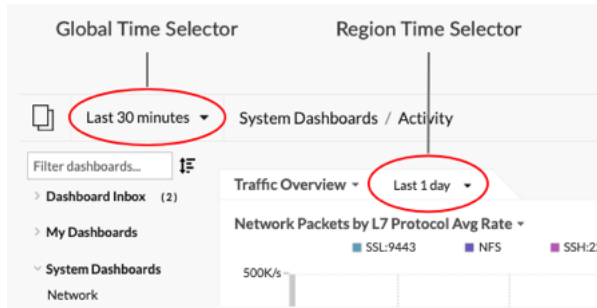 Global Time Selector
Region Time Selector
Last 30 minutes
System Dashboards / Activity
Filter dashboards...
Traffic Overview
Last 1 day
Dashboard Inbox (2)
Network Packets by L7 Protocol Avg Rate
My Dashboards
SSL:9443
NFS
SSH:2
System Dashboards
500K/s
Network